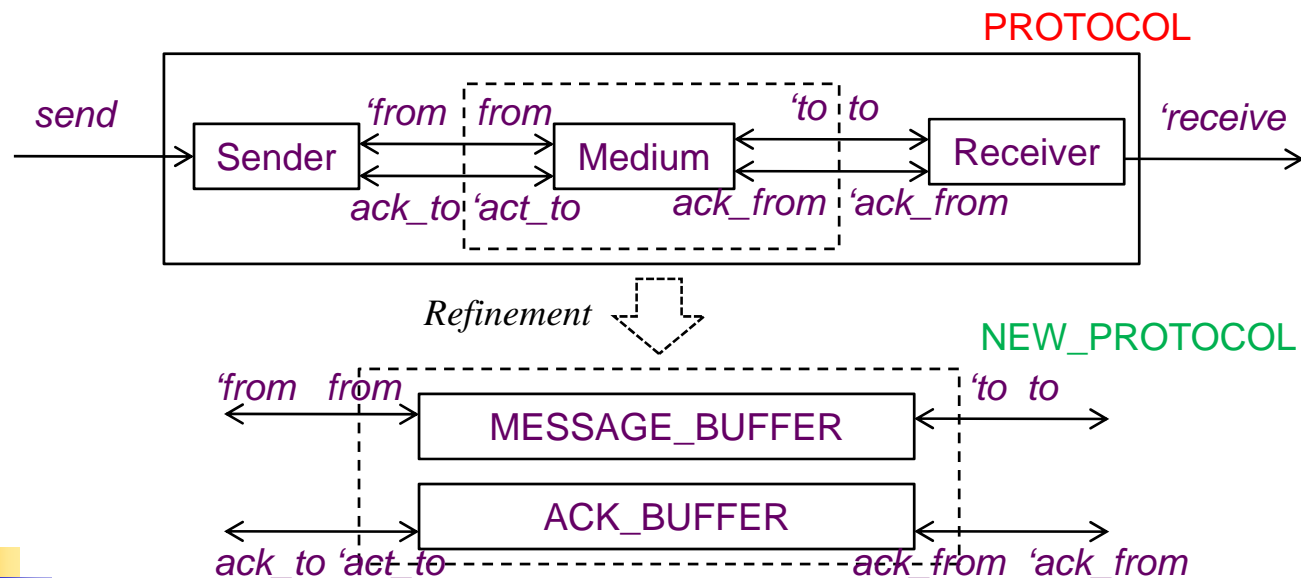 PROTOCOL
send
‘from from
‘to to
‘receive
Sender
Medium
Receiver
ack_to ‘act_to
ack_from ‘ack_from
Refinement
NEW_PROTOCOL
‘from from
‘to to
MESSAGE_BUFFER
ACK_BUFFER
ack_to ‘act_to
ack_from ‘ack_from